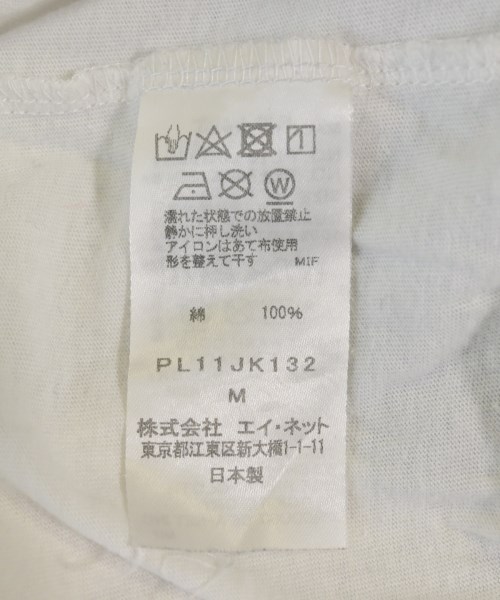 濡れた状態での放置禁止
静かに押し洗い
アイロンはあて布使用
形を整えて干す MIF
綿 100%
PL11JK132
M
株式会社 エイ・ネット
東京都江東区新大橋1-1-11
日本製